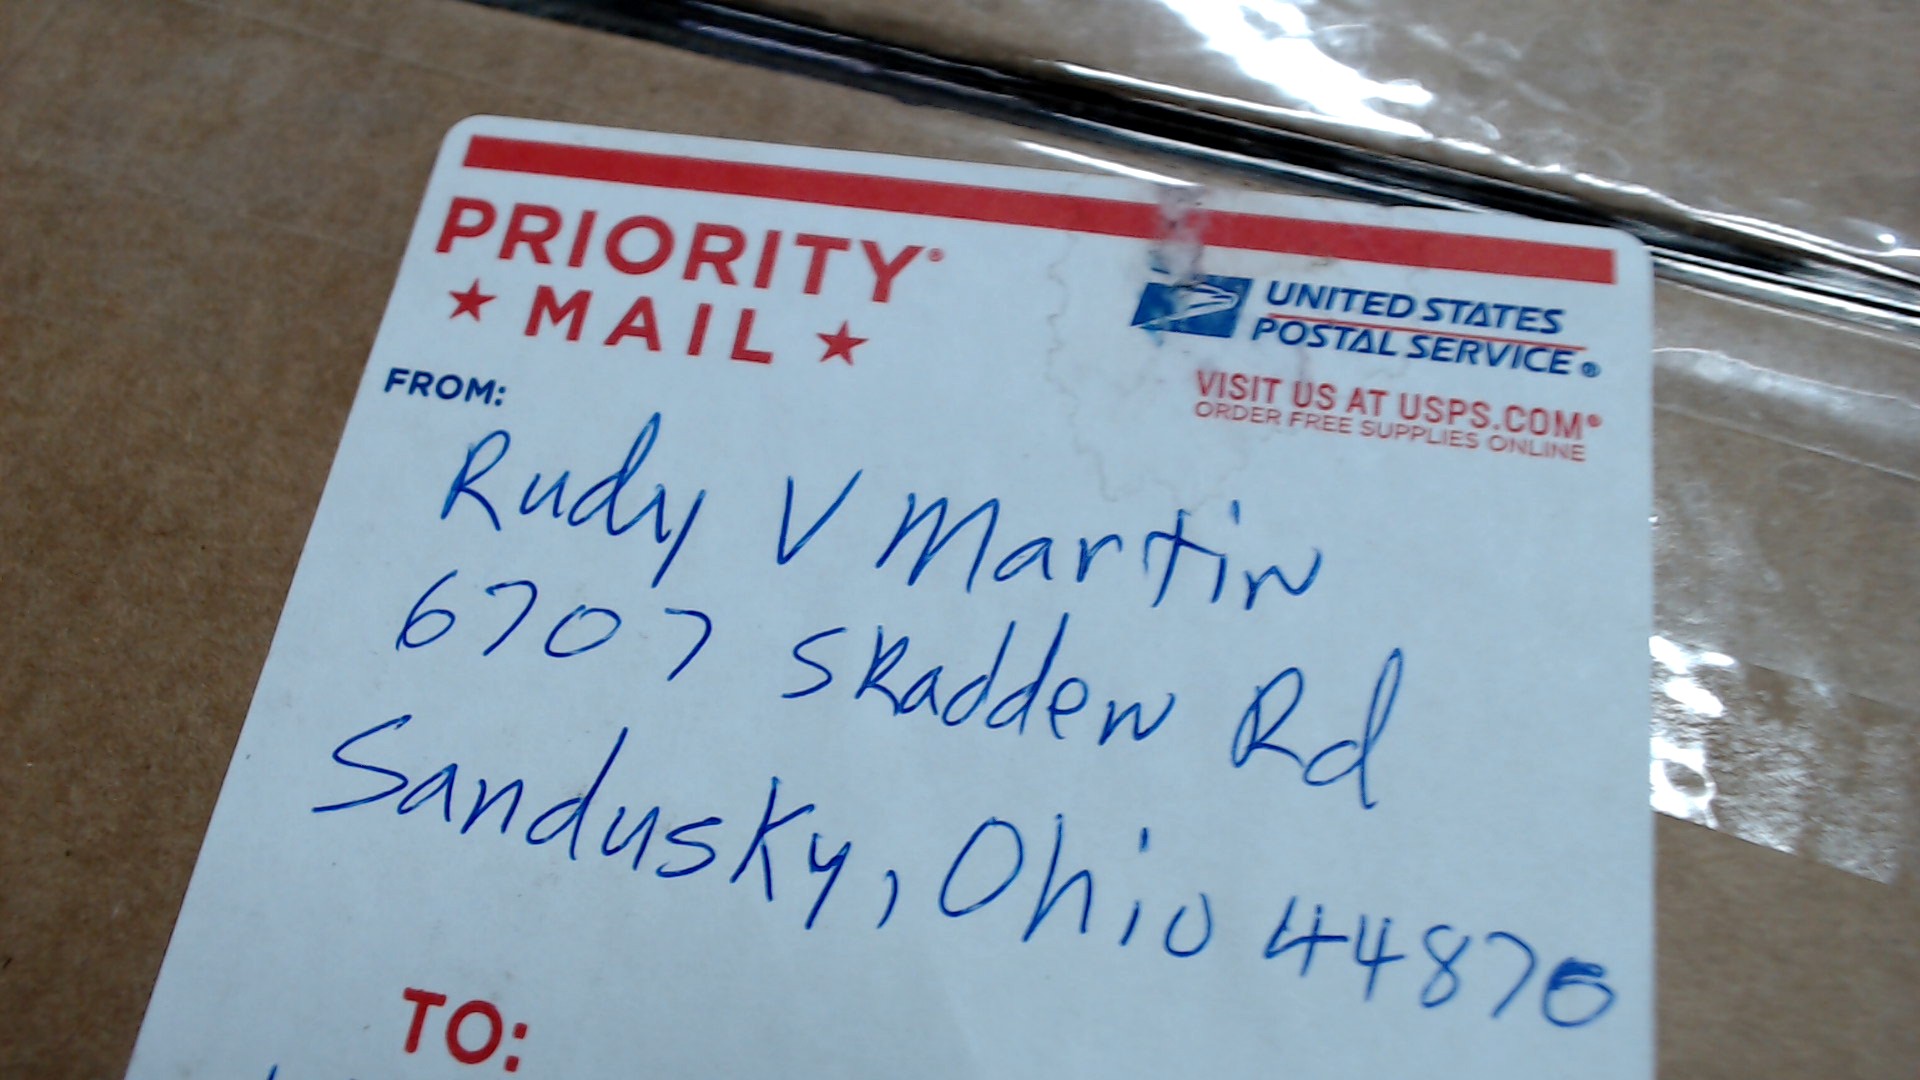 PRIORITY®
★ MAIL ★
UNITED STATES
POSTAL SERVICE®
VISIT US AT USPS.COM®
ORDER FREE SUPPLIES ONLINE
FROM:
Rudy V Martin
6707 Skadden Rd
Sandusky, Ohio 44870
TO: